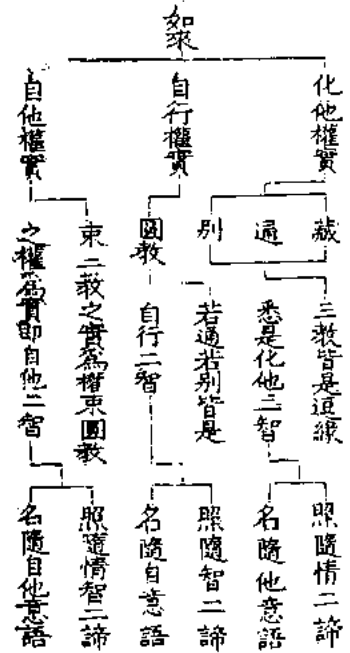 如來
化他權實
自行權實
自他權實
藏
通
別
圓教
三教皆是逗緣
悉是化他二智
若通若別皆是
自行二智
束二教之實為權束圓教
之權為實即自他二智
照隨情二諦
名隨他意語
照隨智二諦
名隨自意語
照隨情智二諦
名隨自他意語